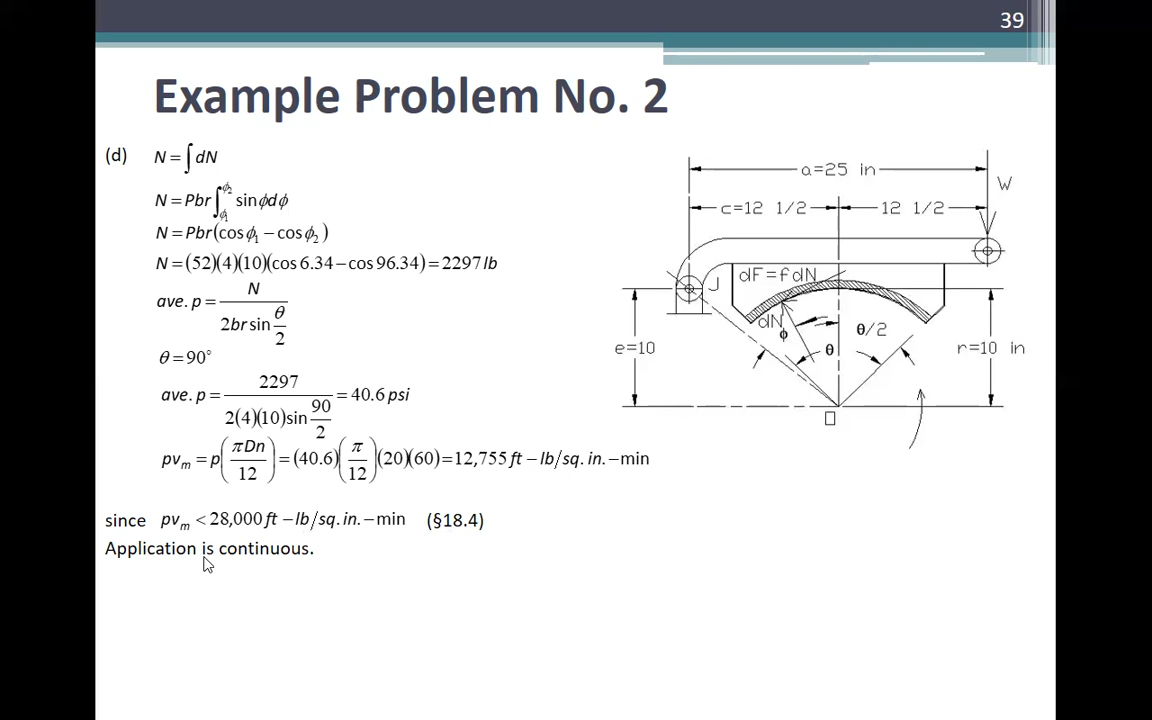 39
Example Problem No. 2
(d) N = ∫ dN
N = Pbr ∫_{ϕ₁}^{ϕ₂} sin ϕ dϕ
N = Pbr(cos ϕ₁ − cos ϕ₂)
N = (52)(4)(10)(cos 6.34 − cos 96.34) = 2297 lb
ave. p = N / (2br sin θ/2)
θ = 90°
ave. p = 2297 / (2(4)(10) sin 90/2) = 40.6 psi
pvₘ = p(πDn/12) = (40.6)(π/12)(20)(60) = 12,755 ft − lb/sq. in. − min
since pvₘ < 28,000 ft − lb/sq. in. − min (§18.4)
Application is continuous.
a=25 in
W
c=12 1/2
12 1/2
J
dF=fdN
dN
ϕ
θ/2
θ
e=10
r=10 in
O